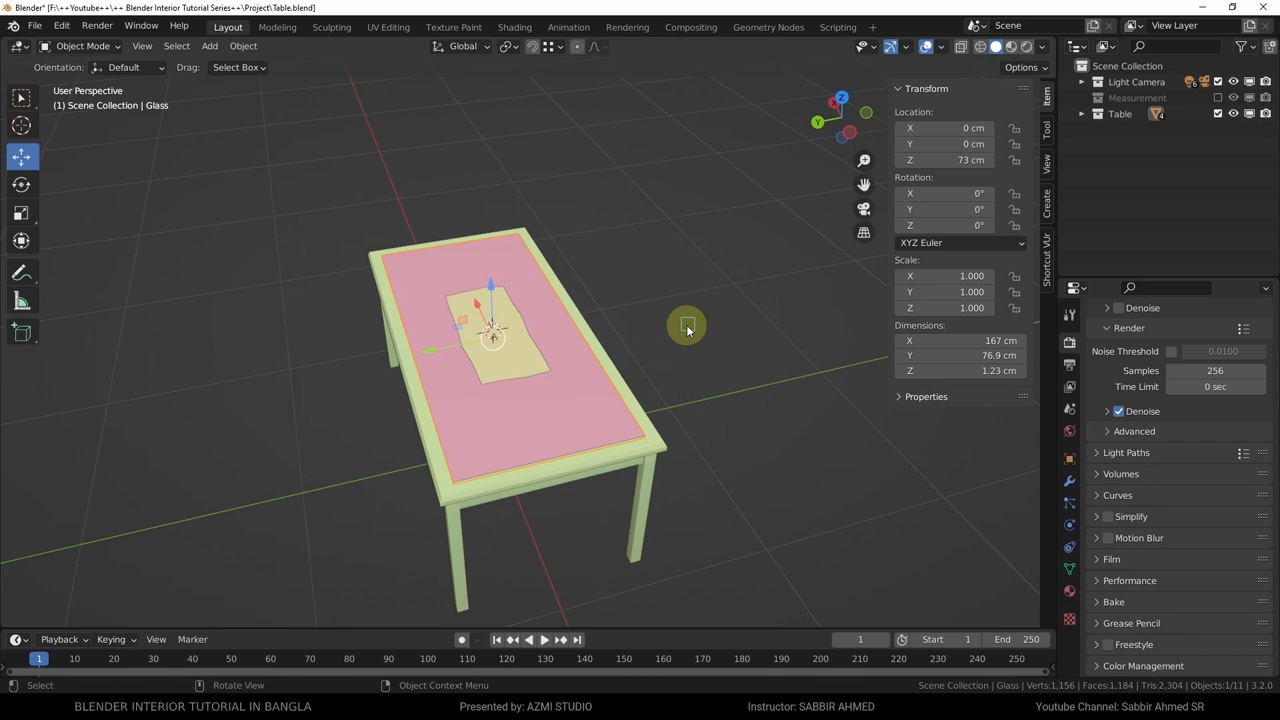 Blender* [F:\++Youtube\++ Blender Interior Tutorial Series++\Project\Table.blend]
File Edit Render Window Help Layout Modeling Sculpting UV Editing Texture Paint Shading Animation Rendering Compositing Geometry Nodes Scripting Scene View Layer
Object Mode View Select Add Object Global
Orientation: Default Drag: Select Box Options
User Perspective
(1) Scene Collection | Glass
Transform
Location:
X 0 cm
Y 0 cm
Z 73 cm
Rotation:
X 0°
Y 0°
Z 0°
XYZ Euler
Scale:
X 1.000
Y 1.000
Z 1.000
Dimensions:
X 167 cm
Y 76.9 cm
Z 1.23 cm
Properties
Item
Tool
View
Create
Shortcut VUr
X
Y
Z
Scene Collection
Light Camera 6
Measurement
Table 4
Denoise
Render
Noise Threshold 0.0100
Samples 256
Time Limit 0 sec
Denoise
Advanced
Light Paths
Volumes
Curves
Simplify
Motion Blur
Film
Performance
Bake
Grease Pencil
Freestyle
Color Management
Playback Keying View Marker 1 Start 1 End 250
1 10 20 30 40 50 60 70 80 90 100 110 120 130 140 150 160 170 180 190 200 210 220 230 240 250
Select Rotate View Object Context Menu Scene Collection | Glass | Verts:1,156 | Faces:1,184 | Tris:2,304 | Objects:1/11 | 3.2.0
BLENDER INTERIOR TUTORIAL IN BANGLA Presented by: AZMI STUDIO Instructor: SABBIR AHMED Youtube Channel: Sabbir Ahmed SR